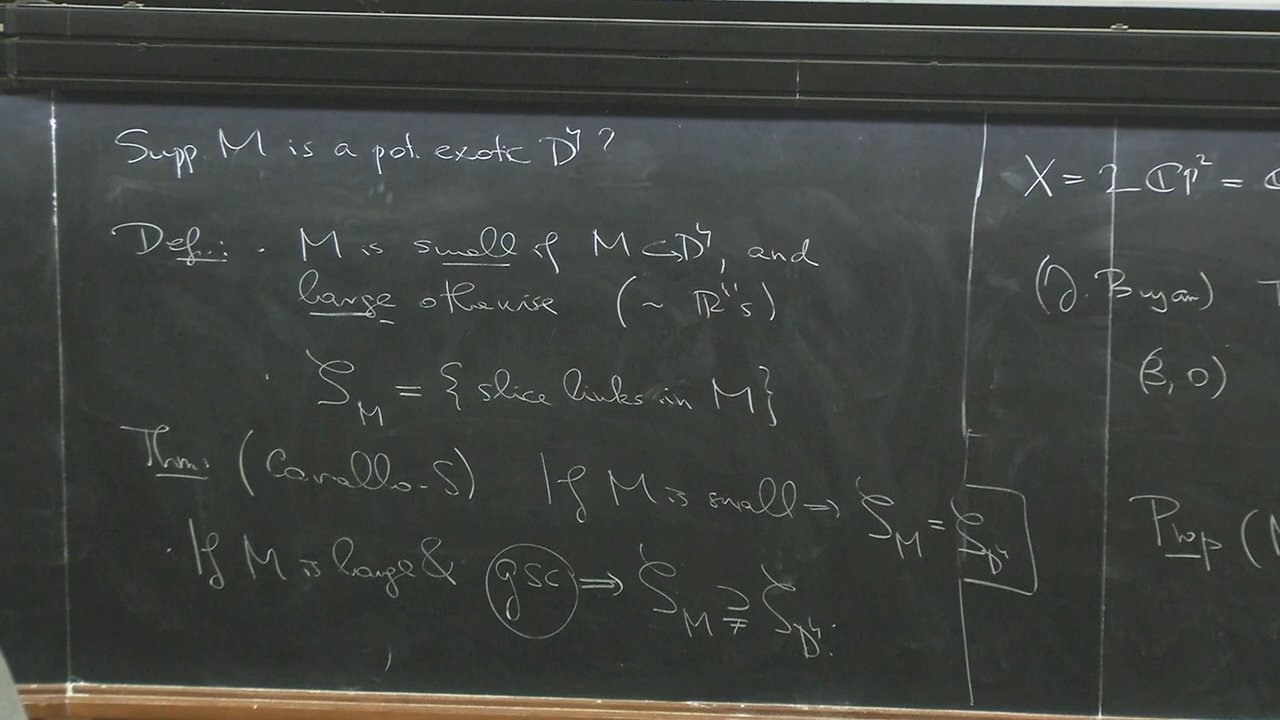 Supp. M is a pot. exotic D⁴?
Def.: · M is small if M ⊂ D⁴, and
large otherwise (~ ℝ⁴'s)
· S_M = {slice links in M}
Thm: (Cavallo-S) If M is small ⇒ S_M = S_D⁴
· If M is large & gsc ⇒ S_M ⊋ S_D⁴.
X = 2 ℂP² = ℂ
(J. Bryan) T
(3, 0)
Prop (